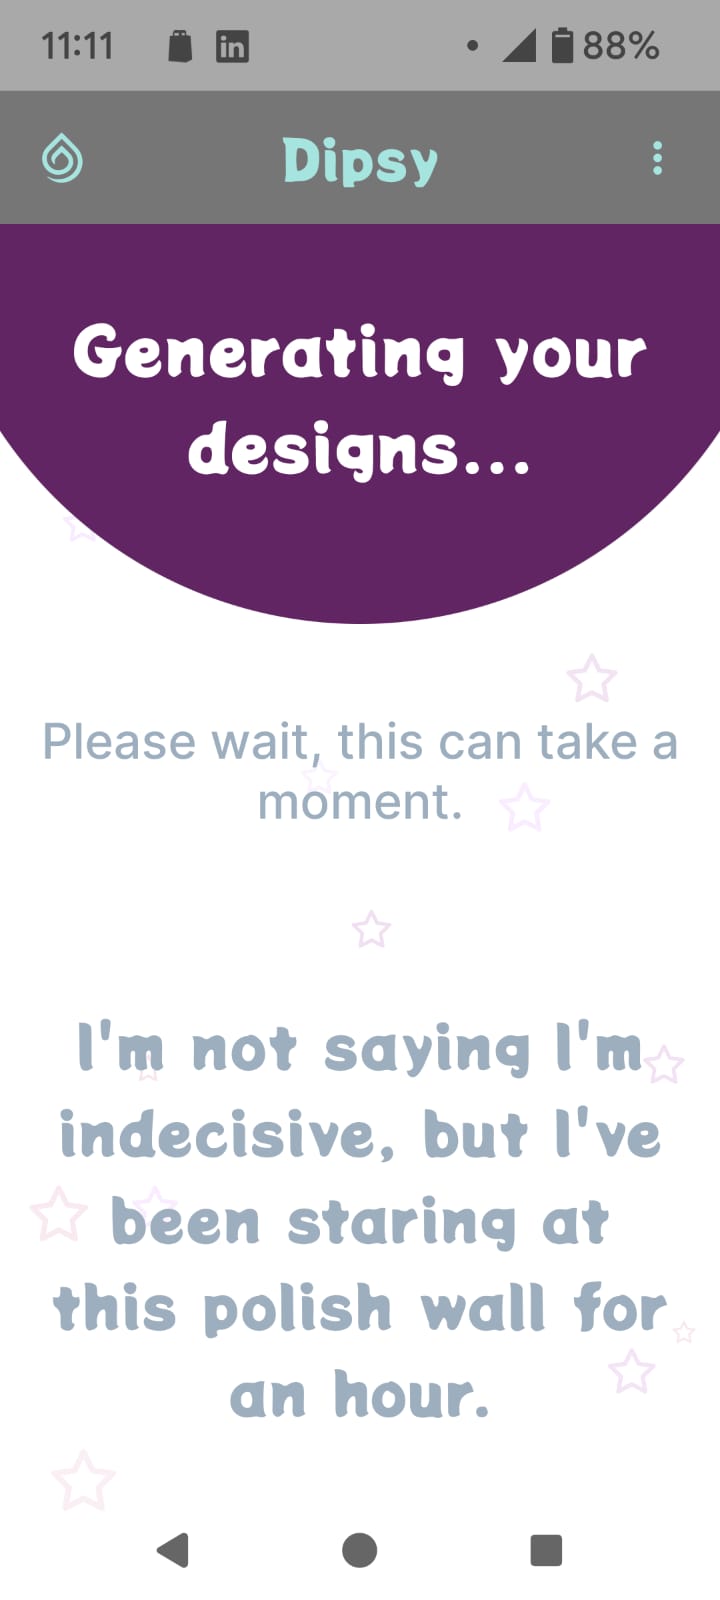 11:11 in 88%
Dipsy
Generating your
designs...
Please wait, this can take a
moment.
I'm not saying I'm
indecisive, but I've
been staring at
this polish wall for
an hour.